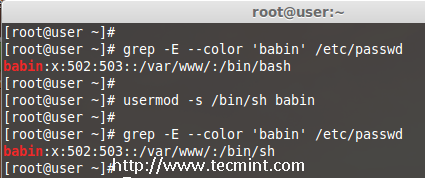 root@user:~
[root@user ~]#
[root@user ~]# grep -E --color 'babin' /etc/passwd
babin:x:502:503::/var/www/:/bin/bash
[root@user ~]#
[root@user ~]# usermod -s /bin/sh babin
[root@user ~]#
[root@user ~]# grep -E --color 'babin' /etc/passwd
babin:x:502:503::/var/www/:/bin/sh
[root@user ~]#
http://www.tecmint.com